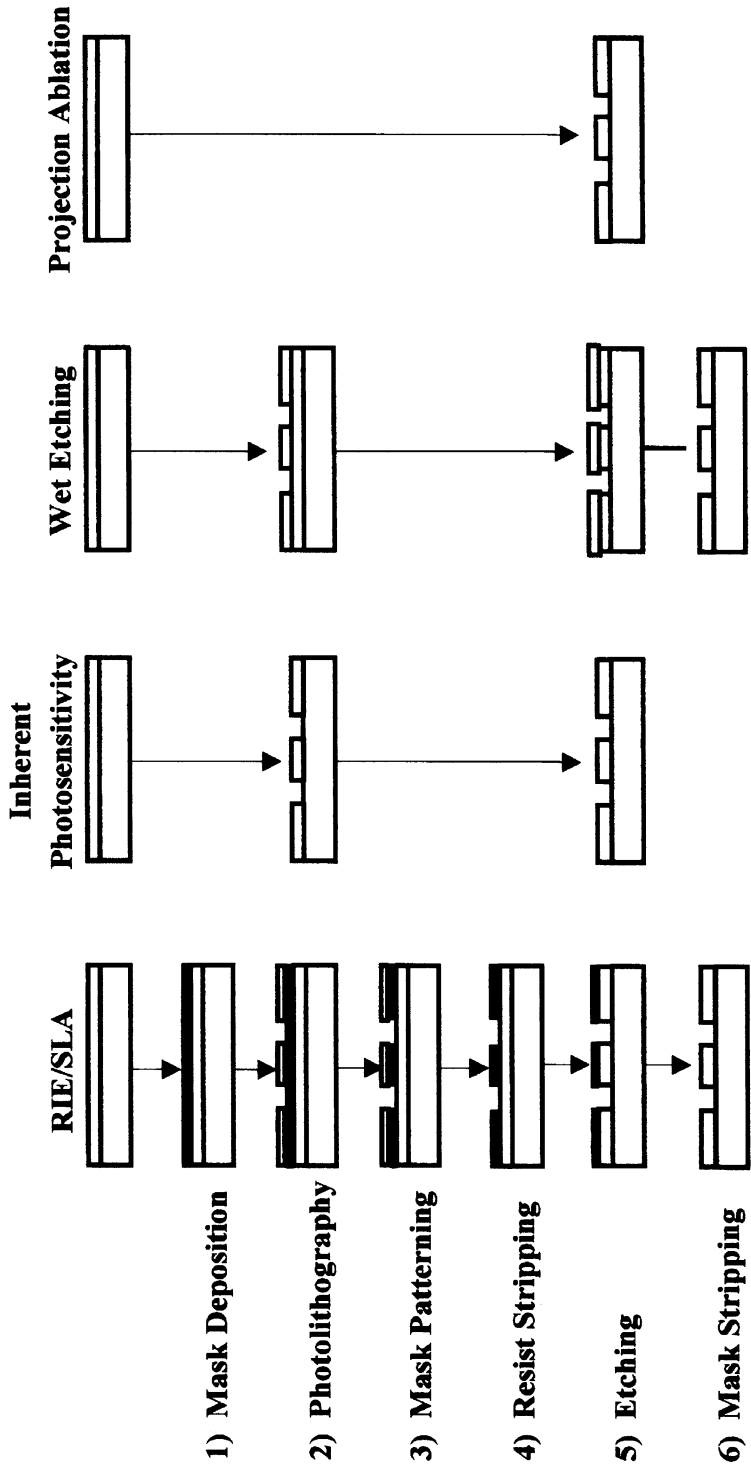 RIE/SLA
Inherent
Photosensitivity
Wet Etching
Projection Ablation
1) Mask Deposition
2) Photolithography
3) Mask Patterning
4) Resist Stripping
5) Etching
6) Mask Stripping